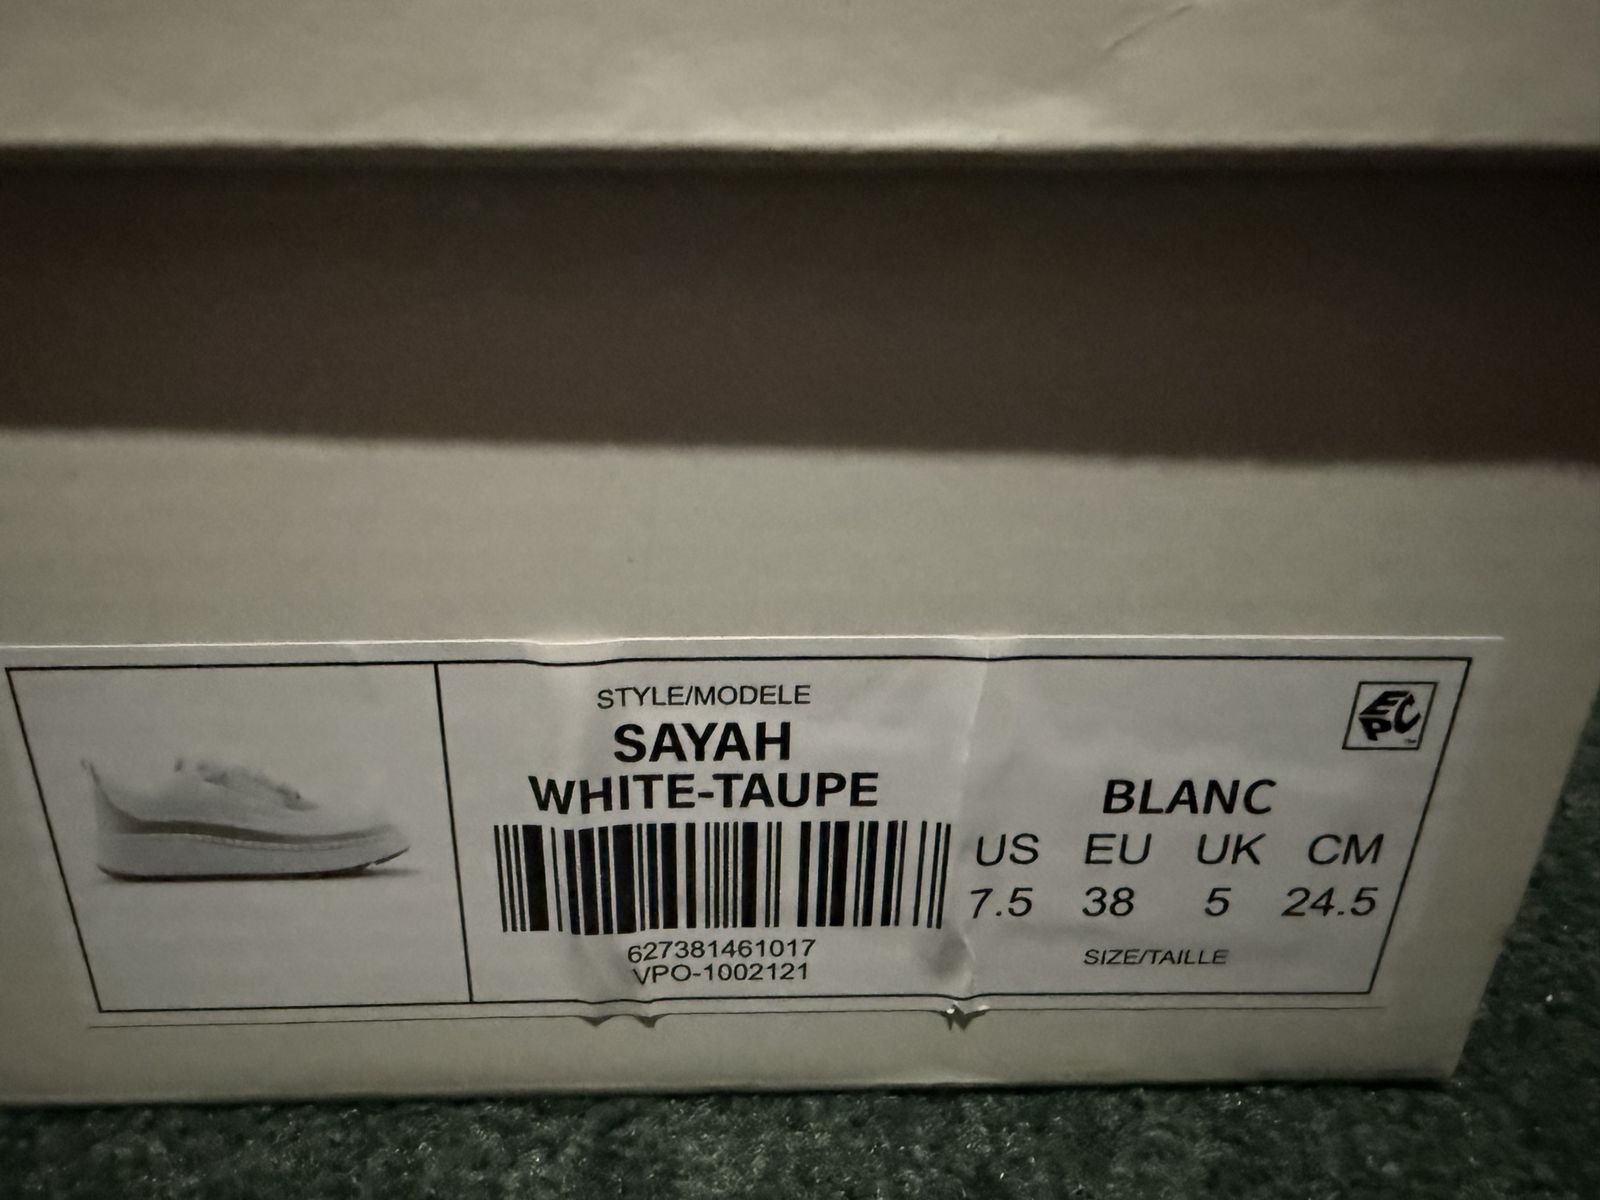 STYLE/MODELE
SAYAH
WHITE-TAUPE
627381461017
VPO-1002121
EPC
BLANC
US EU UK CM
7.5 38 5 24.5
SIZE/TAILLE